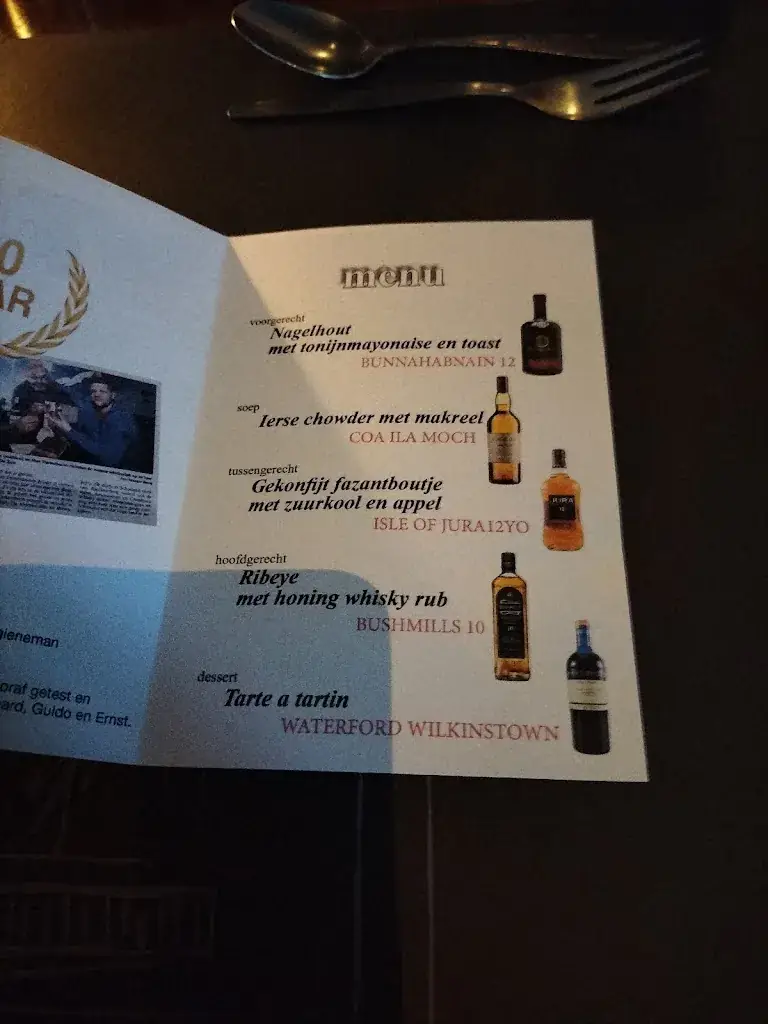 0
AR
ieneman
oraf getest en
ard, Guido en Ernst.
menu
voorgerecht
Nagelhout
met tonijnmayonaise en toast
BUNNAHABNAIN 12
soep
Ierse chowder met makreel
COA ILA MOCH
tussengerecht
Gekonfijt fazantboutje
met zuurkool en appel
ISLE OF JURA12YO
hoofdgerecht
Ribeye
met honing whisky rub
BUSHMILLS 10
dessert
Tarte a tartin
WATERFORD WILKINSTOWN